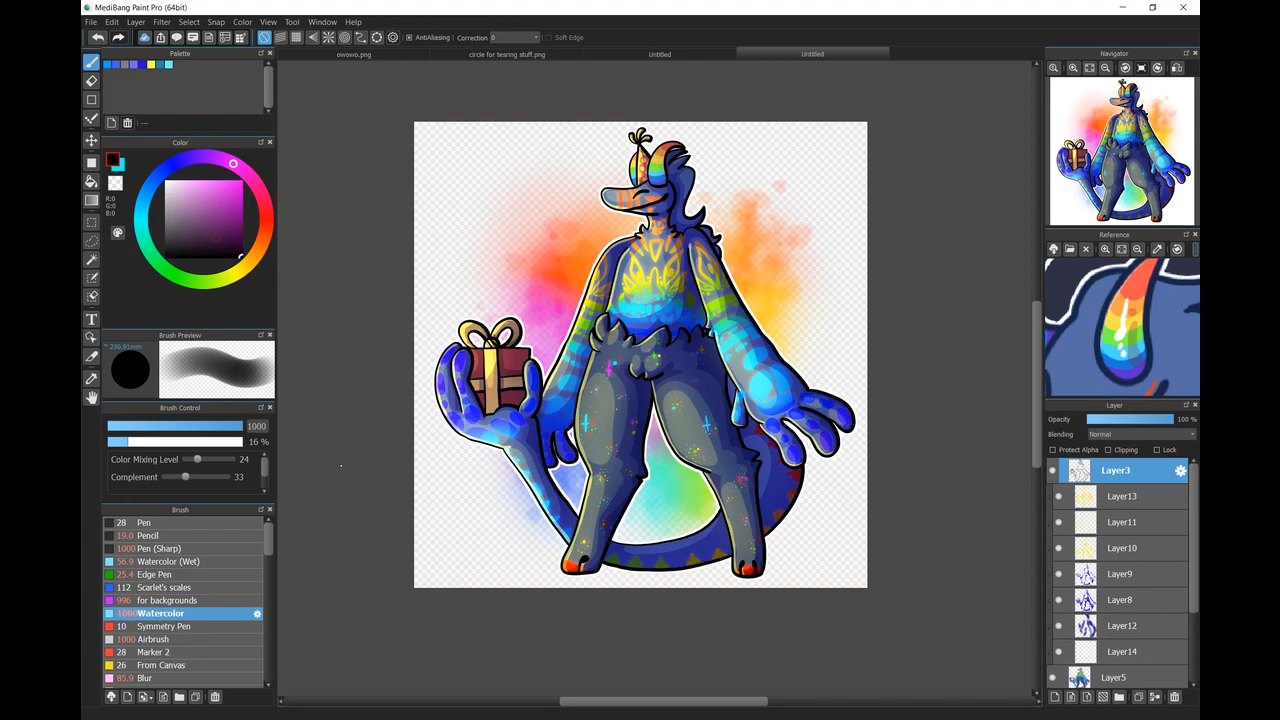 MediBang Paint Pro (64bit)
File Edit Layer Filter Select Snap Color View Tool Window Help
AntiAliasing Correction 0 Soft Edge
owowo.png circle for tesring stuff.png Untitled Untitled
Palette
---
Color
R:0
G:0
B:0
Brush Preview
230.91mm
Brush Control
1000
16 %
Color Mixing Level 24
Complement 33
Brush
28 Pen
19.0 Pencil
1000 Pen (Sharp)
56.9 Watercolor (Wet)
25.4 Edge Pen
112 Scarlet's scales
996 for backgrounds
1000 Watercolor
10 Symmetry Pen
1000 Airbrush
28 Marker 2
26 From Canvas
85.9 Blur
Navigator
Reference
Layer
Opacity 100 %
Blending Normal
Protect Alpha Clipping Lock
Layer3
Layer13
Layer11
Layer10
Layer9
Layer8
Layer12
Layer14
Layer5